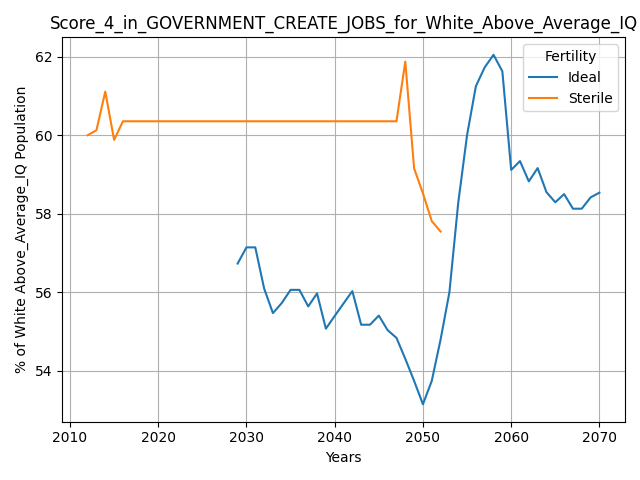 Score_4_in_GOVERNMENT_CREATE_JOBS_for_White_Above_Average_IQ
Fertility
Ideal
Sterile
% of White Above_Average_IQ Population
62
60
58
56
54
2010 2020 2030 2040 2050 2060 2070
Years